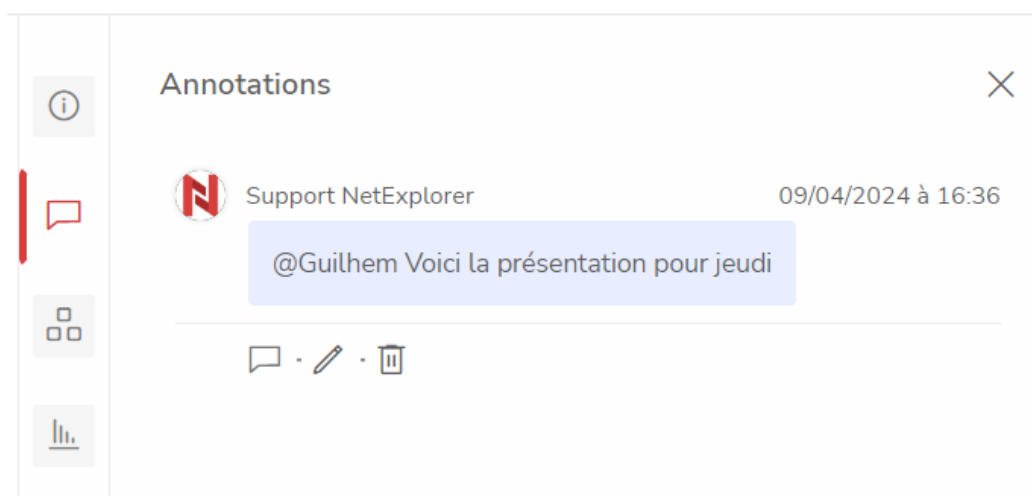 Annotations
Support NetExplorer 09/04/2024 à 16:36
@Guilhem Voici la présentation pour jeudi